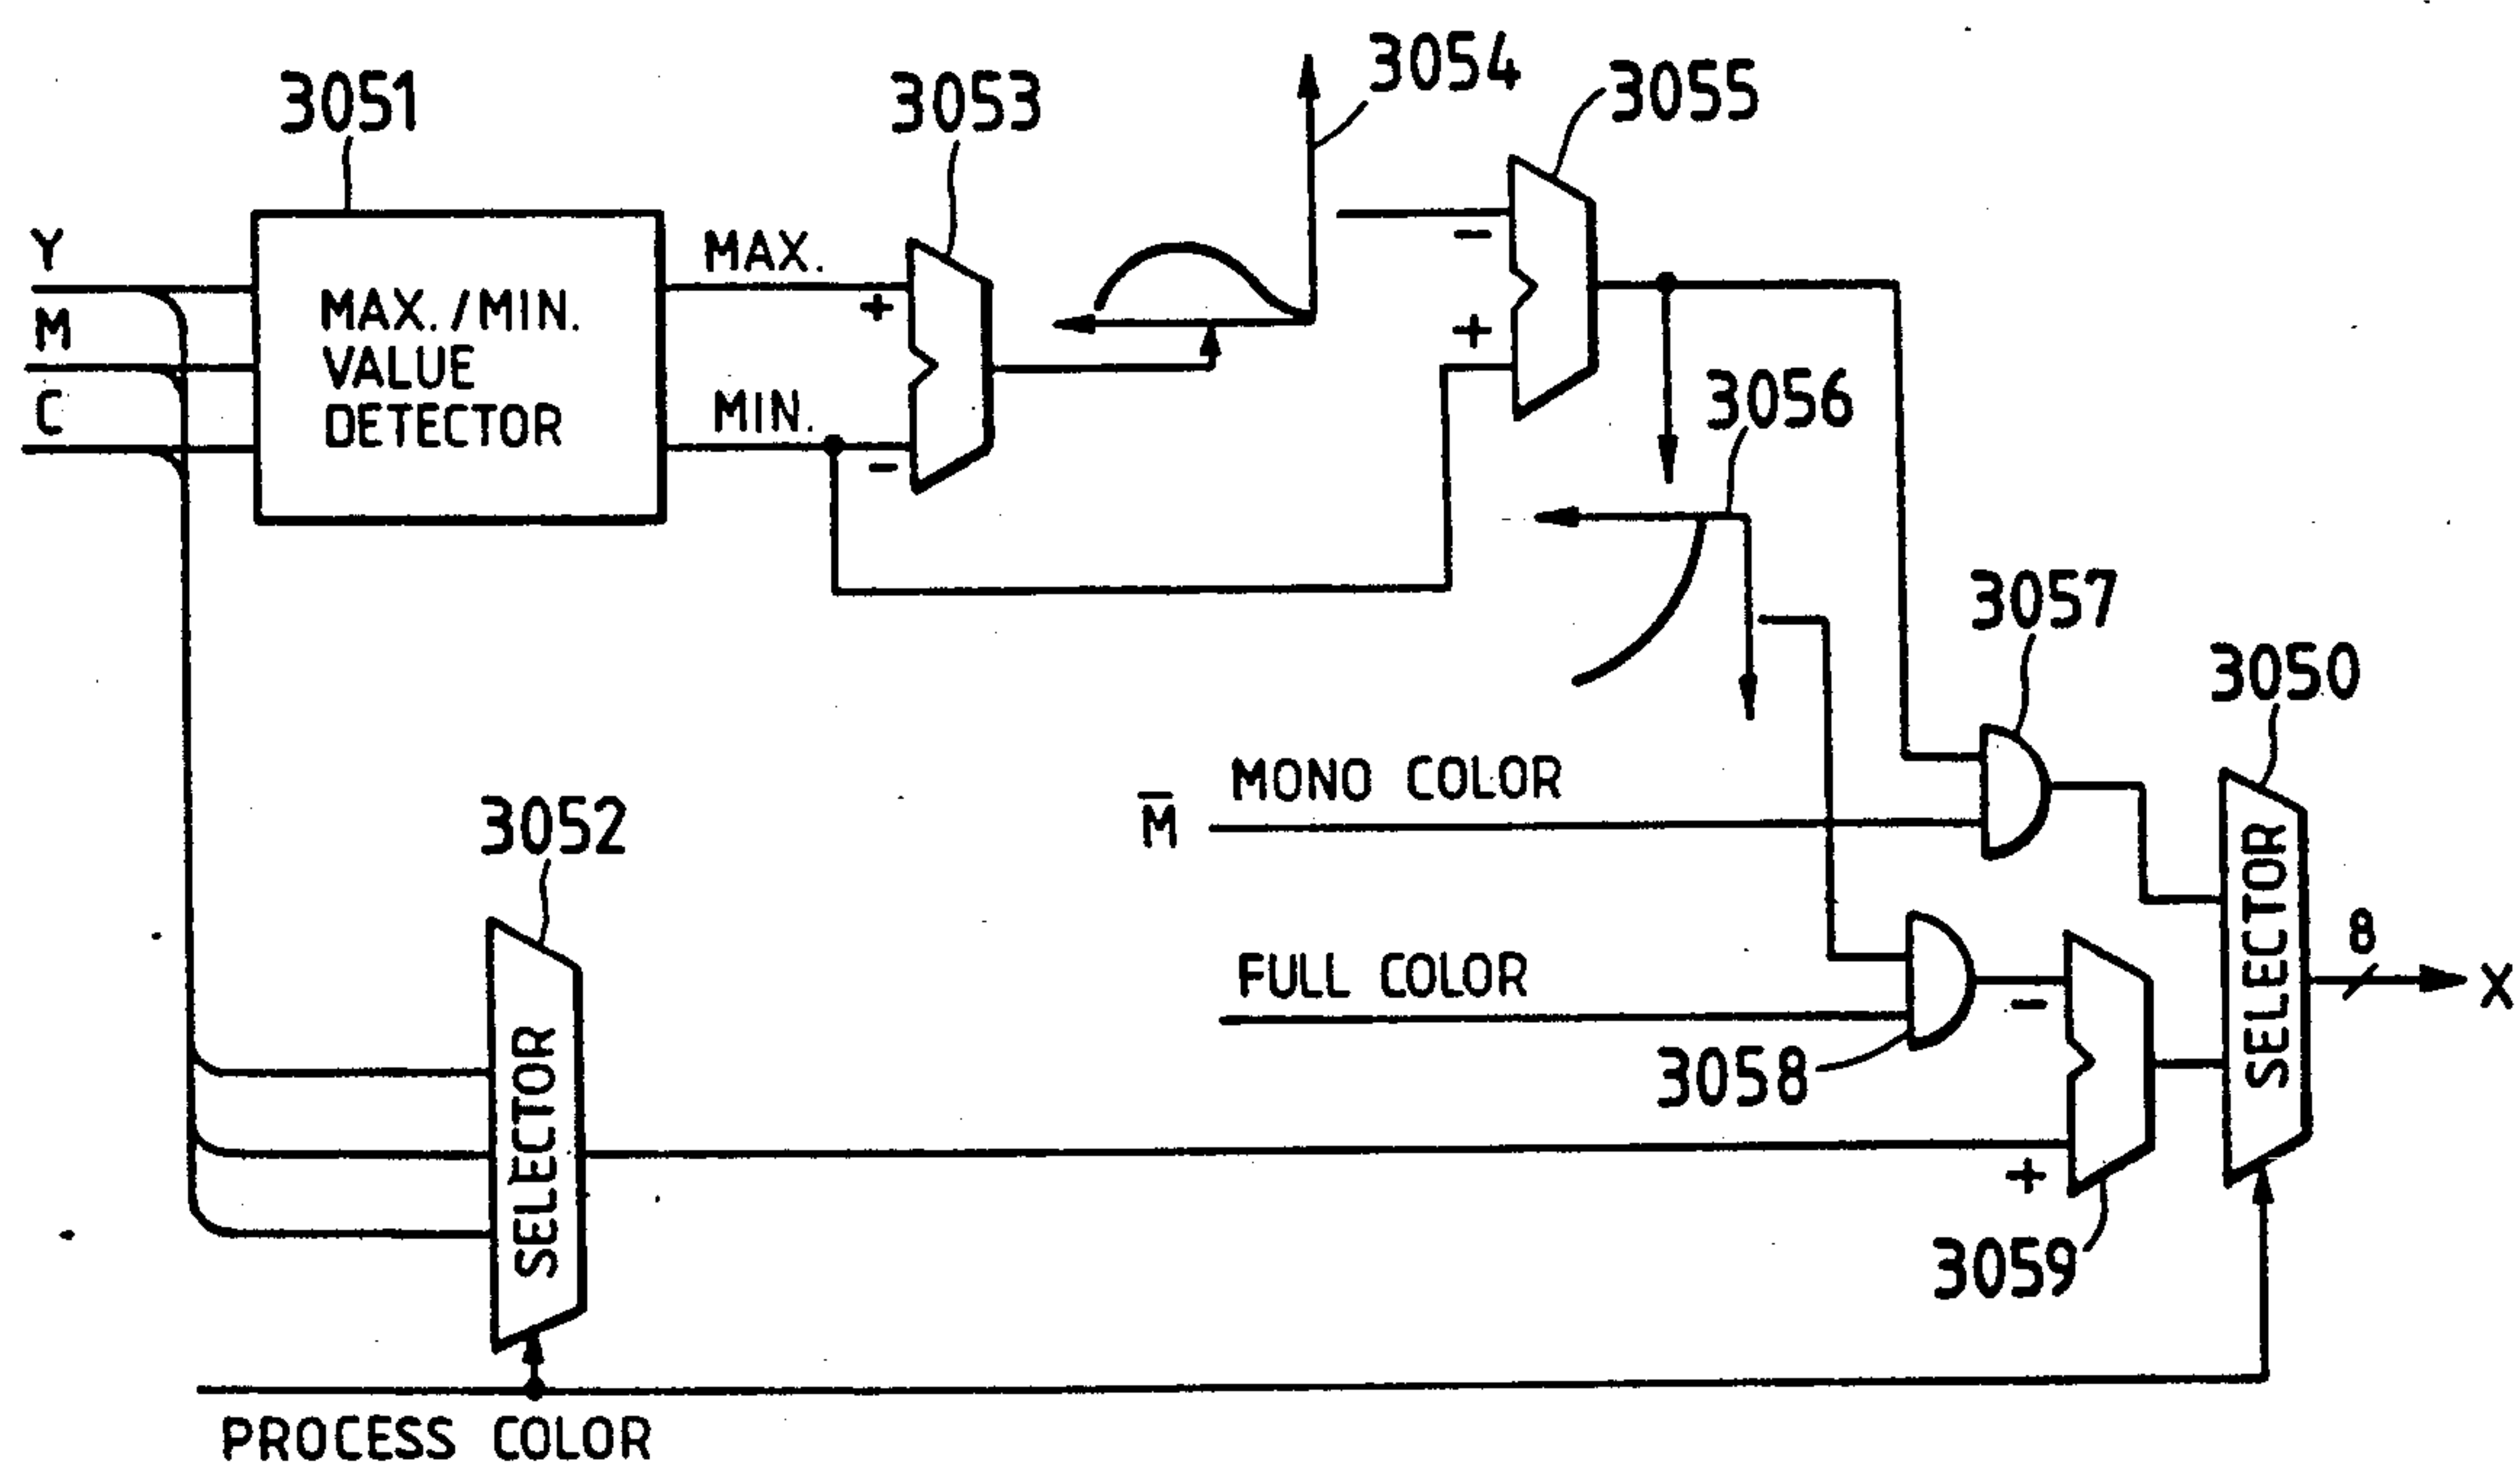 3051
3053
3054
3055
Y
M
C
MAX./MIN.
VALUE
DETECTOR
MAX.
+
MIN.
-
-
+
3056
3057
3050
MONO COLOR
M̅
3052
SELECTOR
FULL COLOR
3058
-
+
3059
SELECTOR
8
X
PROCESS COLOR